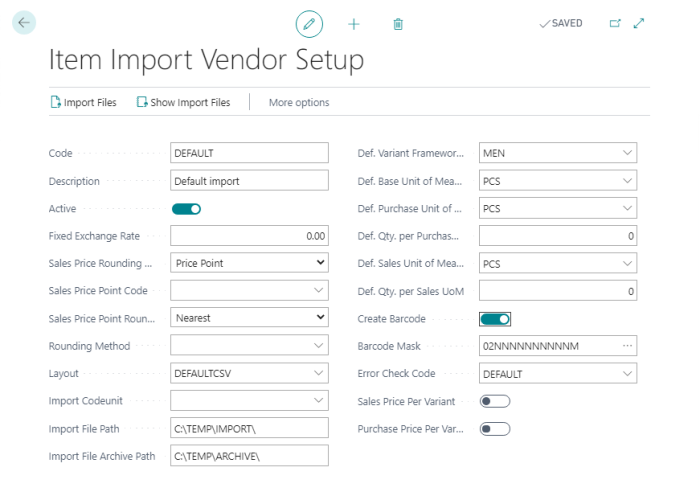 SAVED
Item Import Vendor Setup
Import Files Show Import Files More options
Code DEFAULT
Description Default import
Active
Fixed Exchange Rate 0.00
Sales Price Rounding ... Price Point
Sales Price Point Code
Sales Price Point Roun... Nearest
Rounding Method
Layout DEFAULTCSV
Import Codeunit
Import File Path C:\TEMP\IMPORT\
Import File Archive Path C:\TEMP\ARCHIVE\
Def. Variant Framewor... MEN
Def. Base Unit of Mea... PCS
Def. Purchase Unit of ... PCS
Def. Qty. per Purchas... 0
Def. Sales Unit of Mea... PCS
Def. Qty. per Sales UoM 0
Create Barcode
Barcode Mask 02NNNNNNNNNNM
Error Check Code DEFAULT
Sales Price Per Variant
Purchase Price Per Var...